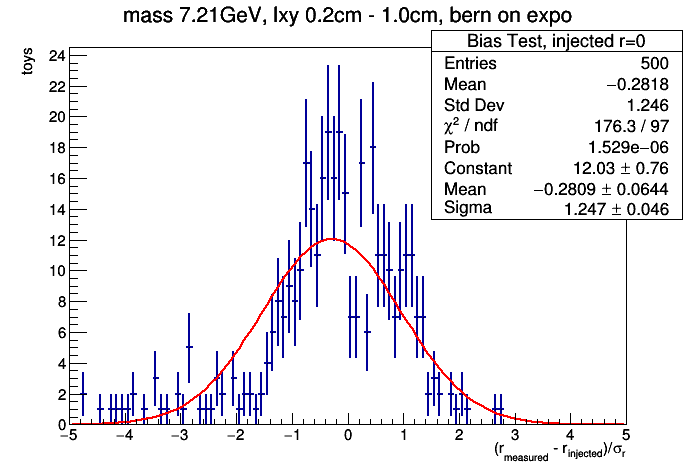 mass 7.21GeV, lxy 0.2cm - 1.0cm, bern on expo
Bias Test, injected r=0
Entries 500
Mean −0.2818
Std Dev 1.246
χ² / ndf 176.3 / 97
Prob 1.529e−06
Constant 12.03 ± 0.76
Mean −0.2809 ± 0.0644
Sigma 1.247 ± 0.046
toys
24
22
20
18
16
14
12
10
8
6
4
2
0
−5 −4 −3 −2 −1 0 1 2 3 4 5
(r_measured - r_injected)/σ_r